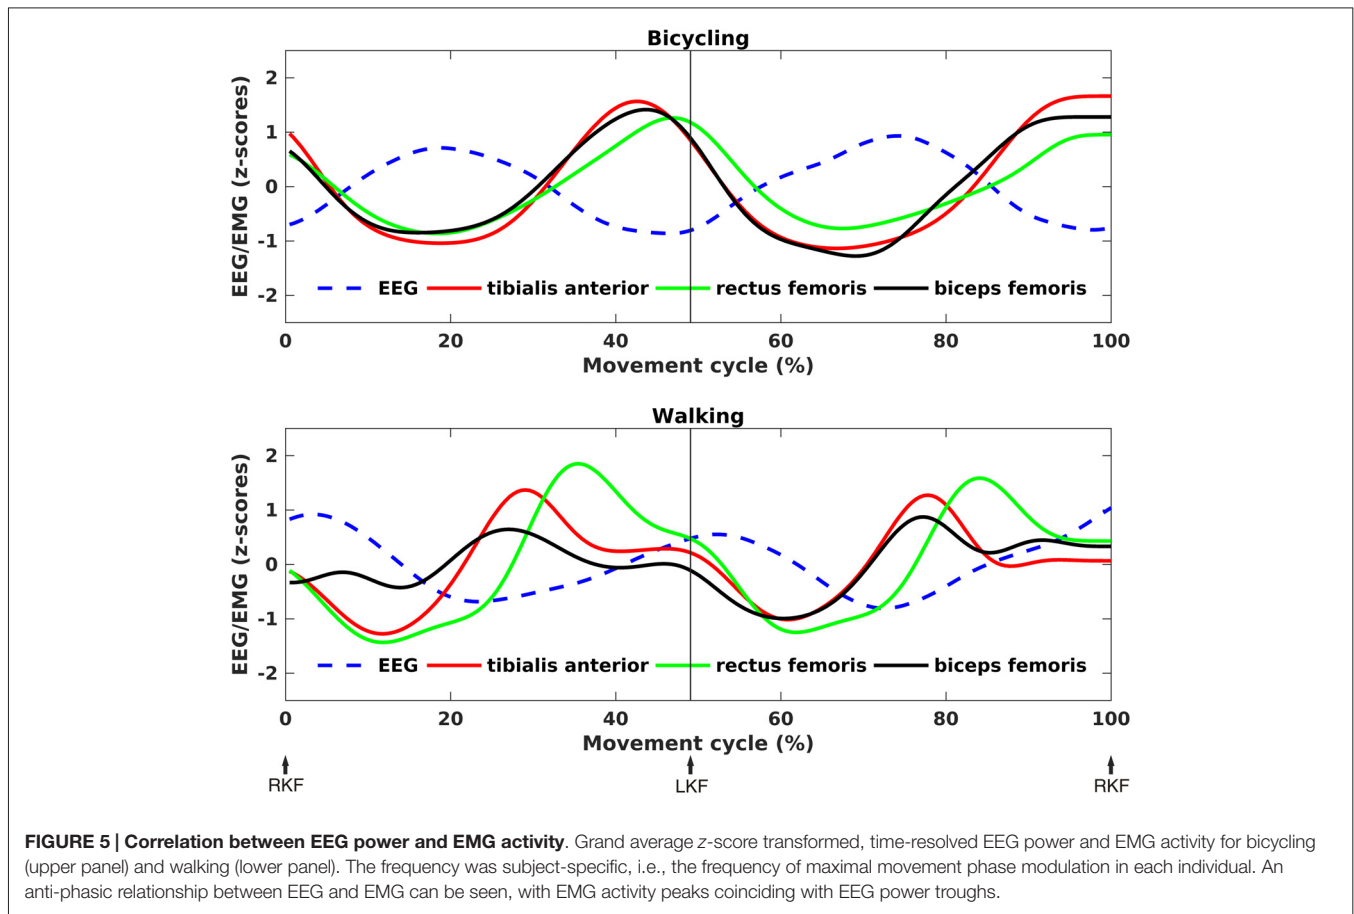 Bicycling
EEG/EMG (z-scores)
2
1
0
-1
-2
EEG tibialis anterior rectus femoris biceps femoris
0 20 40 60 80 100
Movement cycle (%)
Walking
EEG/EMG (z-scores)
2
1
0
-1
-2
EEG tibialis anterior rectus femoris biceps femoris
0 20 40 60 80 100
Movement cycle (%)
RKF LKF RKF
FIGURE 5 | Correlation between EEG power and EMG activity. Grand average z-score transformed, time-resolved EEG power and EMG activity for bicycling
(upper panel) and walking (lower panel). The frequency was subject-specific, i.e., the frequency of maximal movement phase modulation in each individual. An
anti-phasic relationship between EEG and EMG can be seen, with EMG activity peaks coinciding with EEG power troughs.